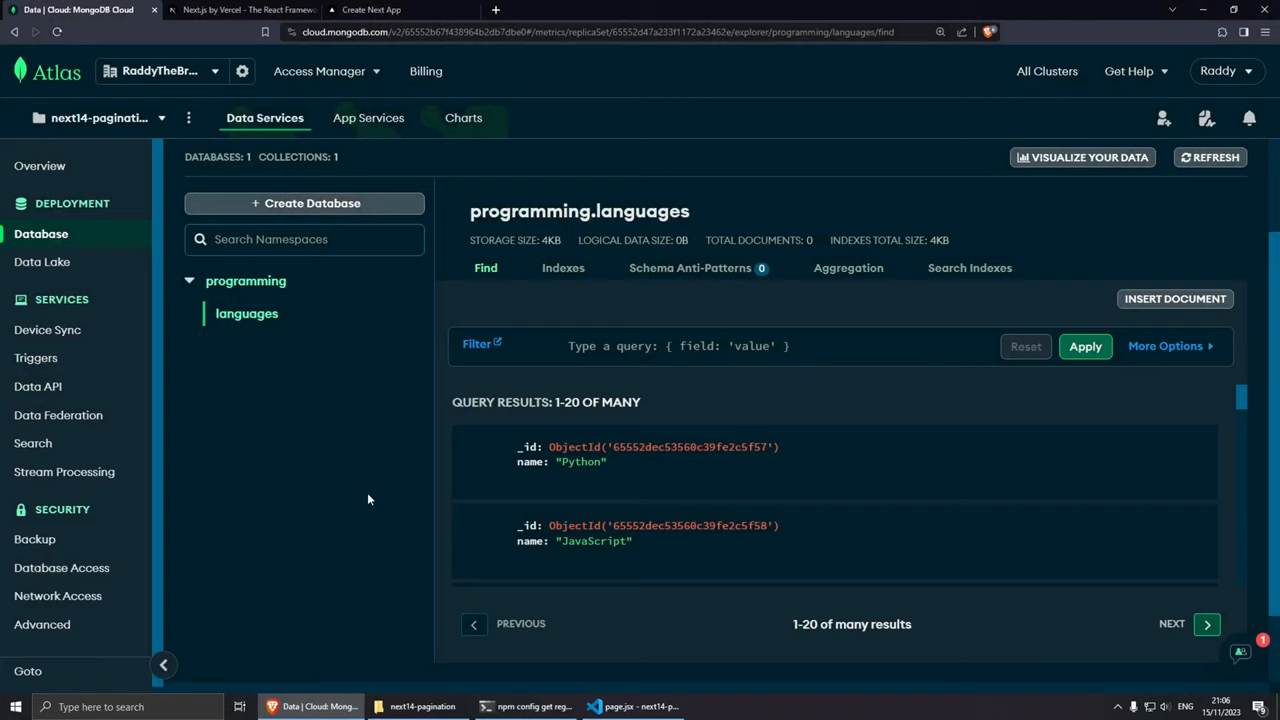 Data | Cloud: MongoDB Cloud
Next.js by Vercel - The React Framew
Create Next App
cloud.mongodb.com/v2/65552b67f438964b2db7dbe0#/metrics/replicaSet/65552d47a233f1172a23462e/explorer/programming/languages/find
Atlas
RaddyTheBr...
Access Manager
Billing
All Clusters
Get Help
Raddy
next14-paginati...
Data Services
App Services
Charts
Overview
DEPLOYMENT
Database
Data Lake
SERVICES
Device Sync
Triggers
Data API
Data Federation
Search
Stream Processing
SECURITY
Backup
Database Access
Network Access
Advanced
Goto
DATABASES: 1 COLLECTIONS: 1
VISUALIZE YOUR DATA
REFRESH
+ Create Database
Search Namespaces
programming
languages
programming.languages
STORAGE SIZE: 4KB LOGICAL DATA SIZE: 0B TOTAL DOCUMENTS: 0 INDEXES TOTAL SIZE: 4KB
Find
Indexes
Schema Anti-Patterns 0
Aggregation
Search Indexes
INSERT DOCUMENT
Filter
Type a query: { field: 'value' }
Reset
Apply
More Options
QUERY RESULTS: 1-20 OF MANY
_id: ObjectId('65552dec53560c39fe2c5f57')
name: "Python"
_id: ObjectId('65552dec53560c39fe2c5f58')
name: "JavaScript"
PREVIOUS
1-20 of many results
NEXT
1
Type here to search
Data | Cloud: Mong...
next14-pagination
npm config get reg...
page.jsx - next14-p...
ENG
21:06
15/11/2023
9